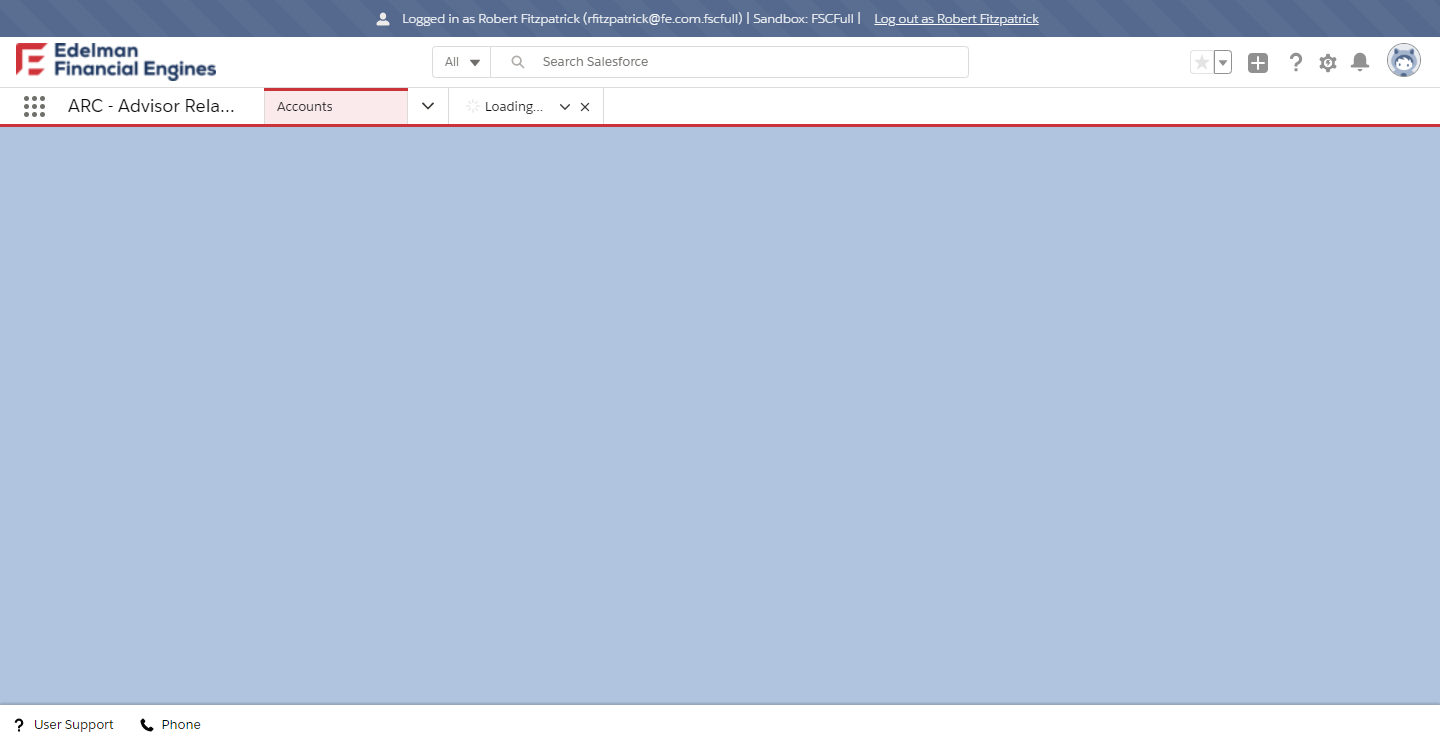 Logged in as Robert Fitzpatrick (rfitzpatrick@fe.com.fscfull) | Sandbox: FSCFull | Log out as Robert Fitzpatrick
Edelman
Financial Engines
All Search Salesforce
ARC - Advisor Rela... Accounts Loading...
User Support Phone